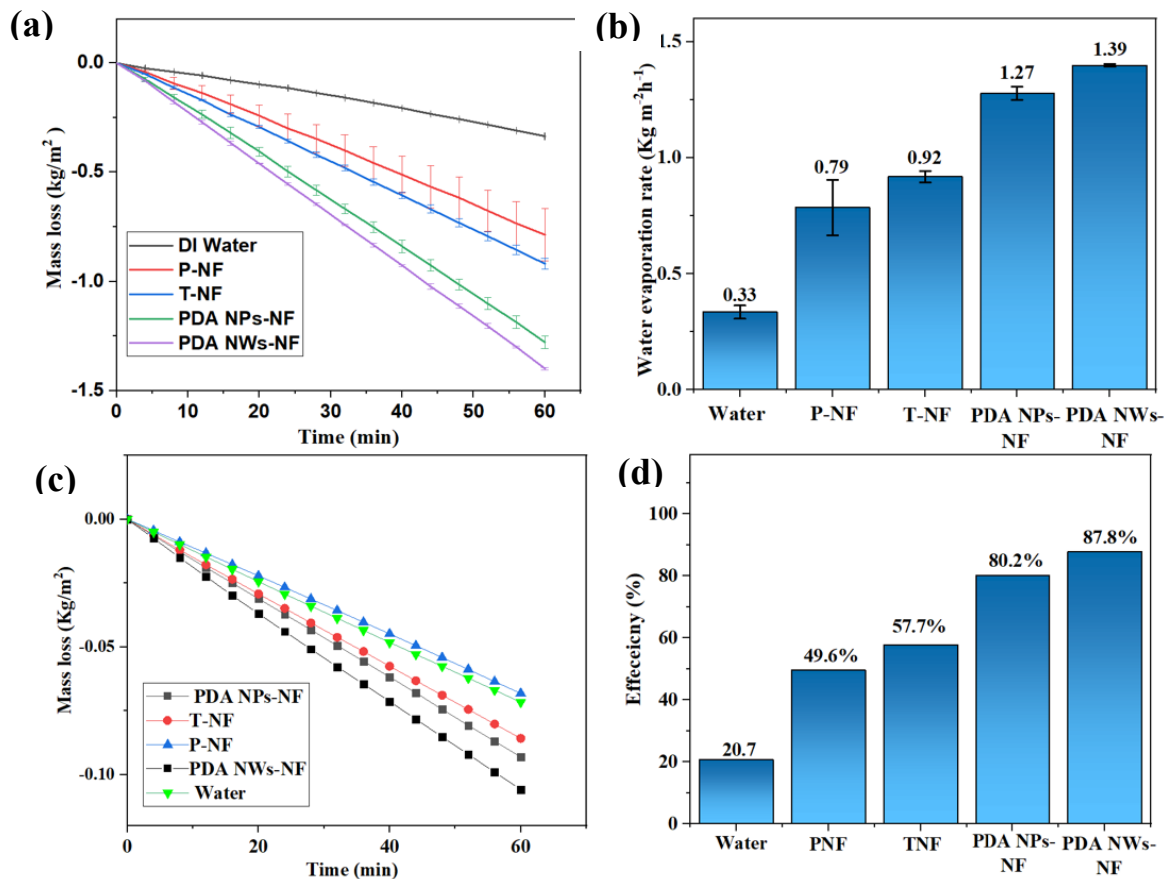 (a)
0.0
-0.5
-1.0
-1.5
Mass loss (kg/m²)
DI Water
P-NF
T-NF
PDA NPs-NF
PDA NWs-NF
0
10
20
30
40
50
60
Time (min)
(b)
1.5
1.0
0.5
0.0
Water evaporation rate (Kg m⁻²h⁻¹)
0.33
0.79
0.92
1.27
1.39
Water
P-NF
T-NF
PDA NPs-
NF
PDA NWs-
NF
(c)
0.00
-0.05
-0.10
Mass loss (Kg/m²)
PDA NPs-NF
T-NF
P-NF
PDA NWs-NF
Water
0
20
40
60
Time (min)
(d)
100
80
60
40
20
0
Effeceicny (%)
20.7
49.6%
57.7%
80.2%
87.8%
Water
PNF
TNF
PDA NPs-
NF
PDA NWs-
NF